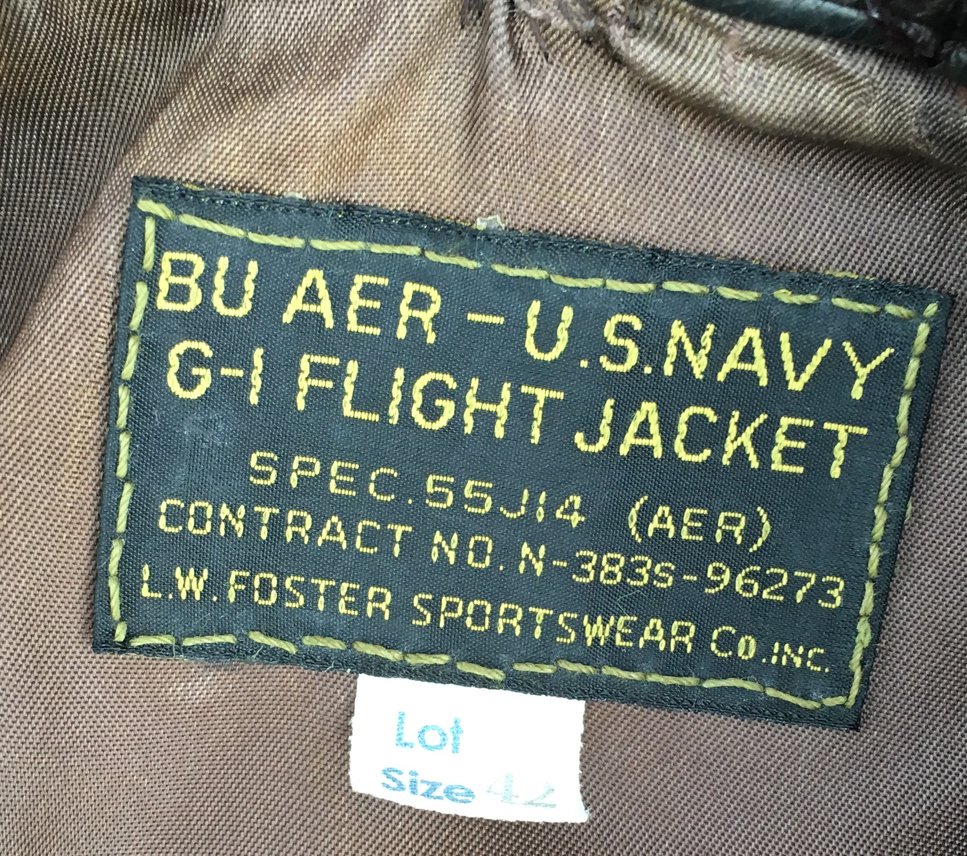 BU AER - U.S.NAVY
G-1 FLIGHT JACKET
SPEC.55J14 (AER)
CONTRACT NO. N-383s-96273
L.W.FOSTER SPORTSWEAR Co.INC.
Lot
Size 42